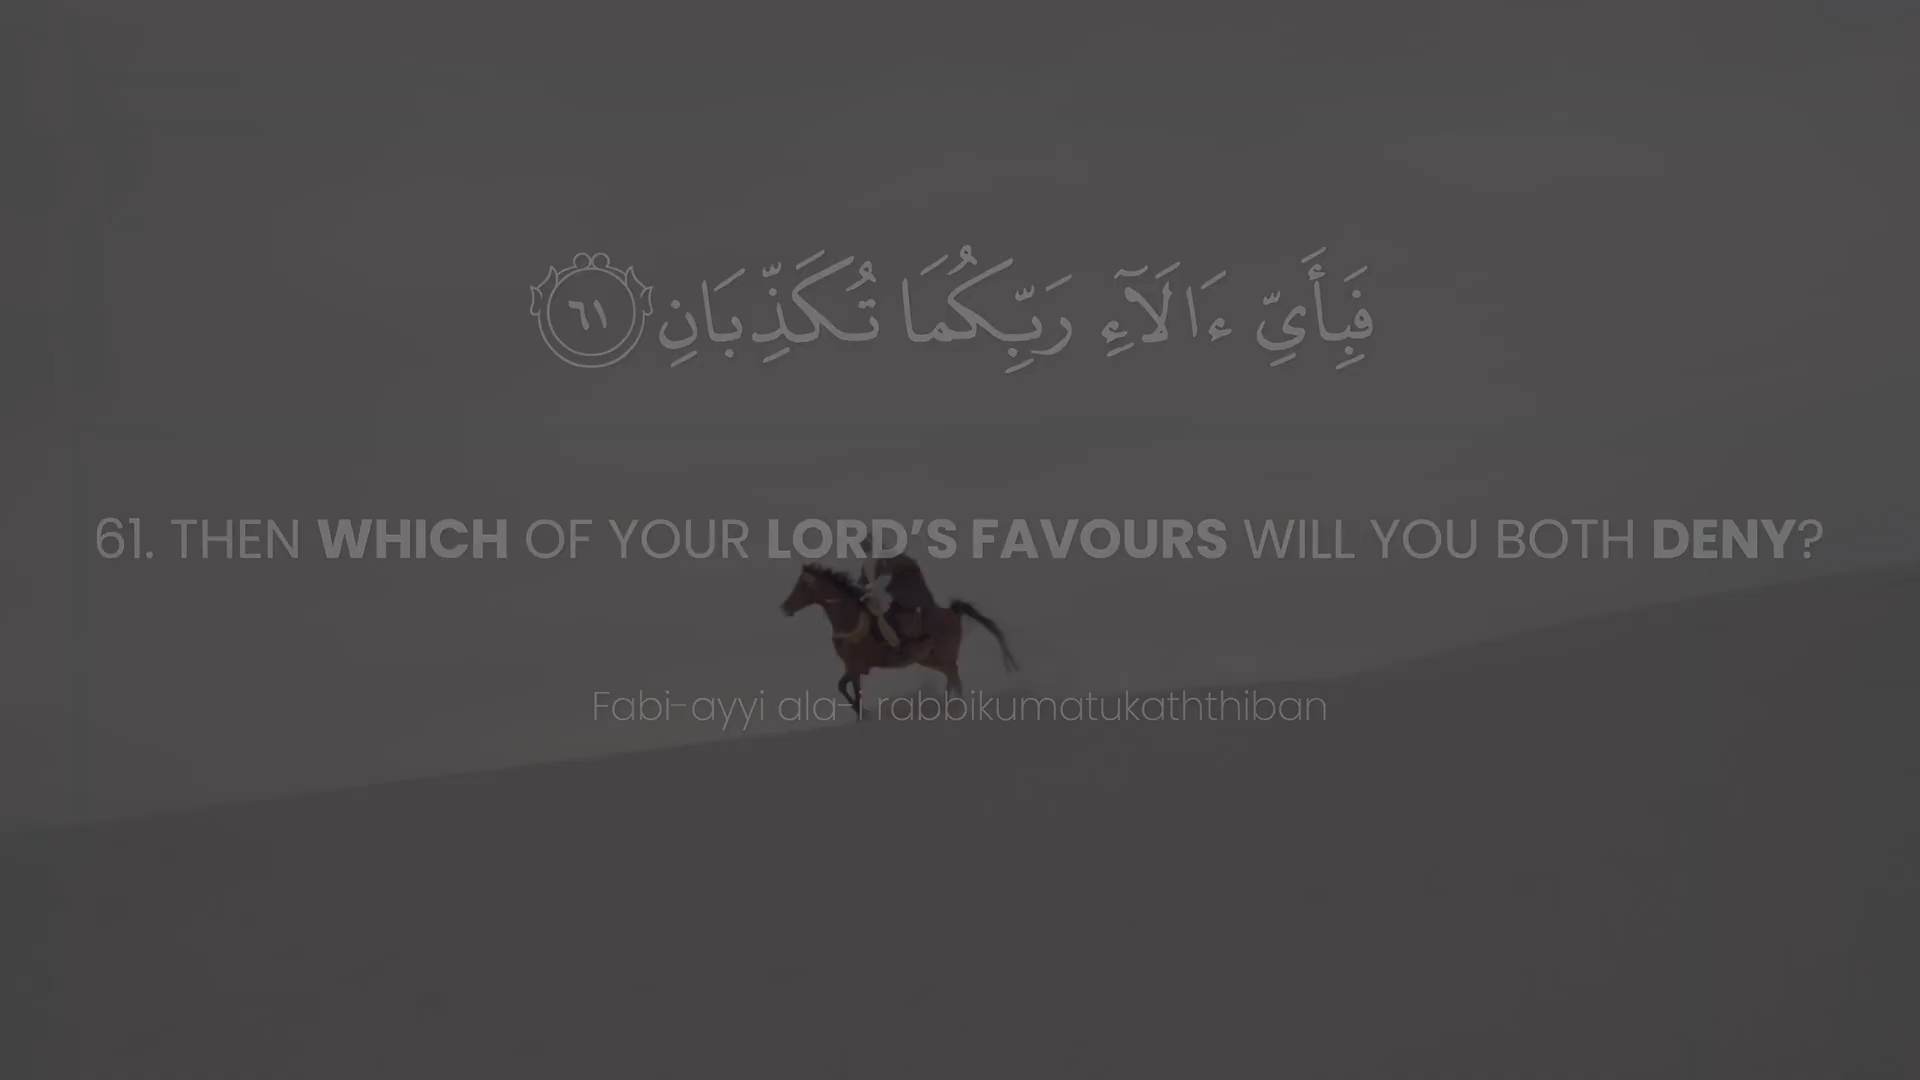 فَبِأَيِّ ءَالَآءِ رَبِّكُمَا تُكَذِّبَانِ ٦١
61. THEN WHICH OF YOUR LORD’S FAVOURS WILL YOU BOTH DENY?
Fabi-ayyi ala-i rabbikumatukaththiban